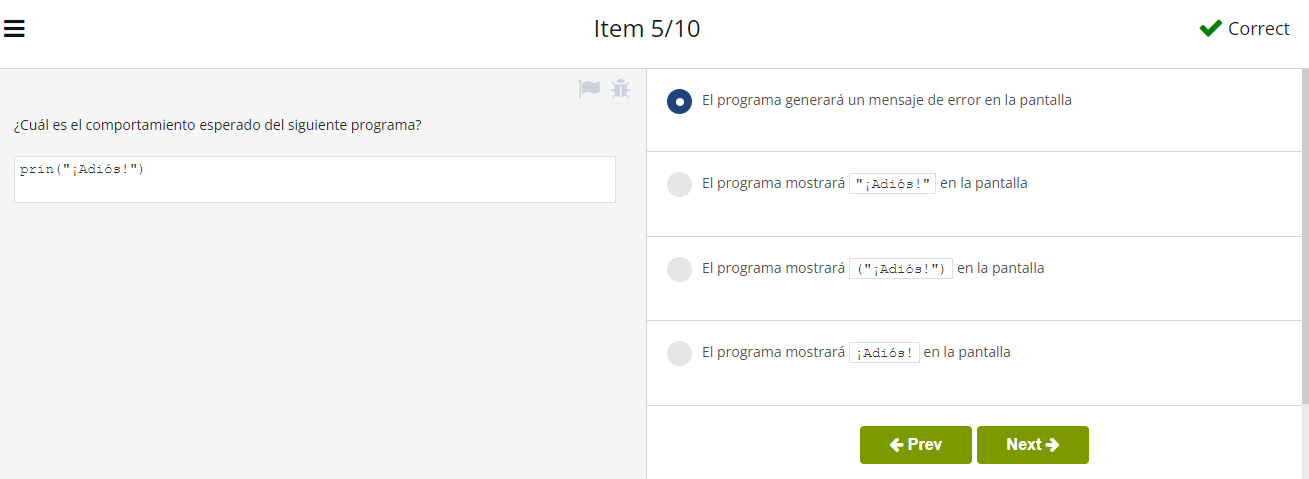 Item 5/10
Correct
¿Cuál es el comportamiento esperado del siguiente programa?
prin("¡Adiós!")
El programa generará un mensaje de error en la pantalla
El programa mostrará "¡Adiós!" en la pantalla
El programa mostrará ("¡Adiós!") en la pantalla
El programa mostrará ¡Adiós! en la pantalla
Prev
Next